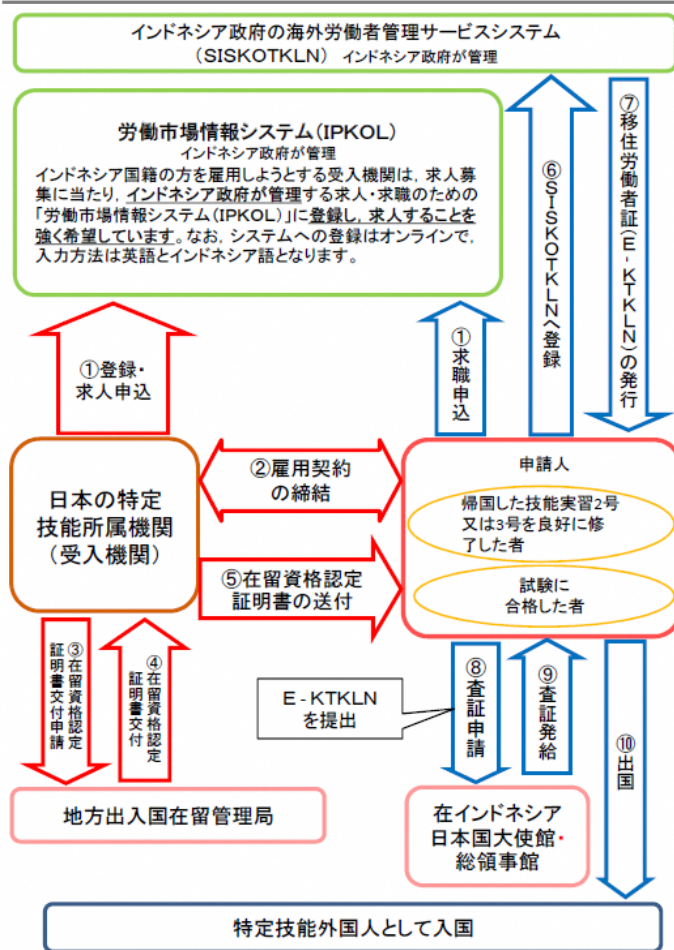 インドネシア政府の海外労働者管理サービスシステム
(SISKOTKLN) インドネシア政府が管理
労働市場情報システム(IPKOL)
インドネシア政府が管理
インドネシア国籍の方を雇用しようとする受入機関は，求人募
集に当たり，インドネシア政府が管理する求人・求職のための
「労働市場情報システム(IPKOL)」に登録し，求人することを
強く希望しています。なお，システムへの登録はオンラインで，
入力方法は英語とインドネシア語となります。
⑥SISKOTKLNへ登録
⑦移住労働者証(E-KTKLN)の発行
①登録・
求人申込
①求職申込
日本の特定
技能所属機関
(受入機関)
②雇用契約
の締結
⑤在留資格認定
証明書の送付
申請人
帰国した技能実習2号
又は3号を良好に修
了した者
試験に
合格した者
③在留資格認定
証明書交付申請
④在留資格認定
証明書交付
E-KTKLN
を提出
⑧査証申請
⑨査証発給
⑩出国
地方出入国在留管理局
在インドネシア
日本国大使館・
総領事館
特定技能外国人として入国